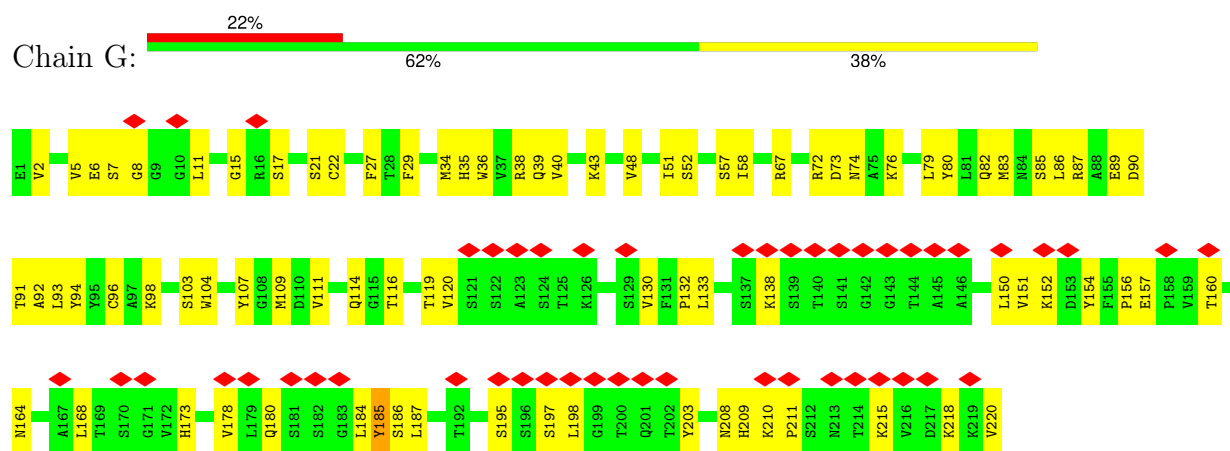 22%
Chain G:
62% 38%
E1 V2 V5 E6 S7 G8 G9 G10 L11 G15 R16 S17 S21 C22 F27 T28 F29 M34 H35 W36 V37 R38 Q39 V40 K43 V48 I51 S52 S57 I58 R67 R72 D73 N74 A75 K76 L79 Y80 L81 Q82 M83 N84 S85 L86 R87 A88 E89 D90
T91 A92 L93 Y94 Y95 C96 A97 K98 S103 W104 Y107 G108 M109 D110 V111 Q114 G115 T116 T119 V120 S121 S122 A123 S124 T125 K126 S129 V130 F131 P132 L133 S137 K138 S139 T140 S141 G142 G143 T144 A145 A146 L150 V151 K152 D153 Y154 F155 P156 E157 P158 V159 T160
N164 A167 L168 T169 S170 G171 V172 H173 V178 L179 Q180 S181 S182 G183 L184 Y185 S186 L187 T192 S195 S196 S197 L198 G199 T200 Q201 T202 Y203 N208 H209 K210 P211 S212 N213 T214 K215 V216 D217 K218 K219 V220